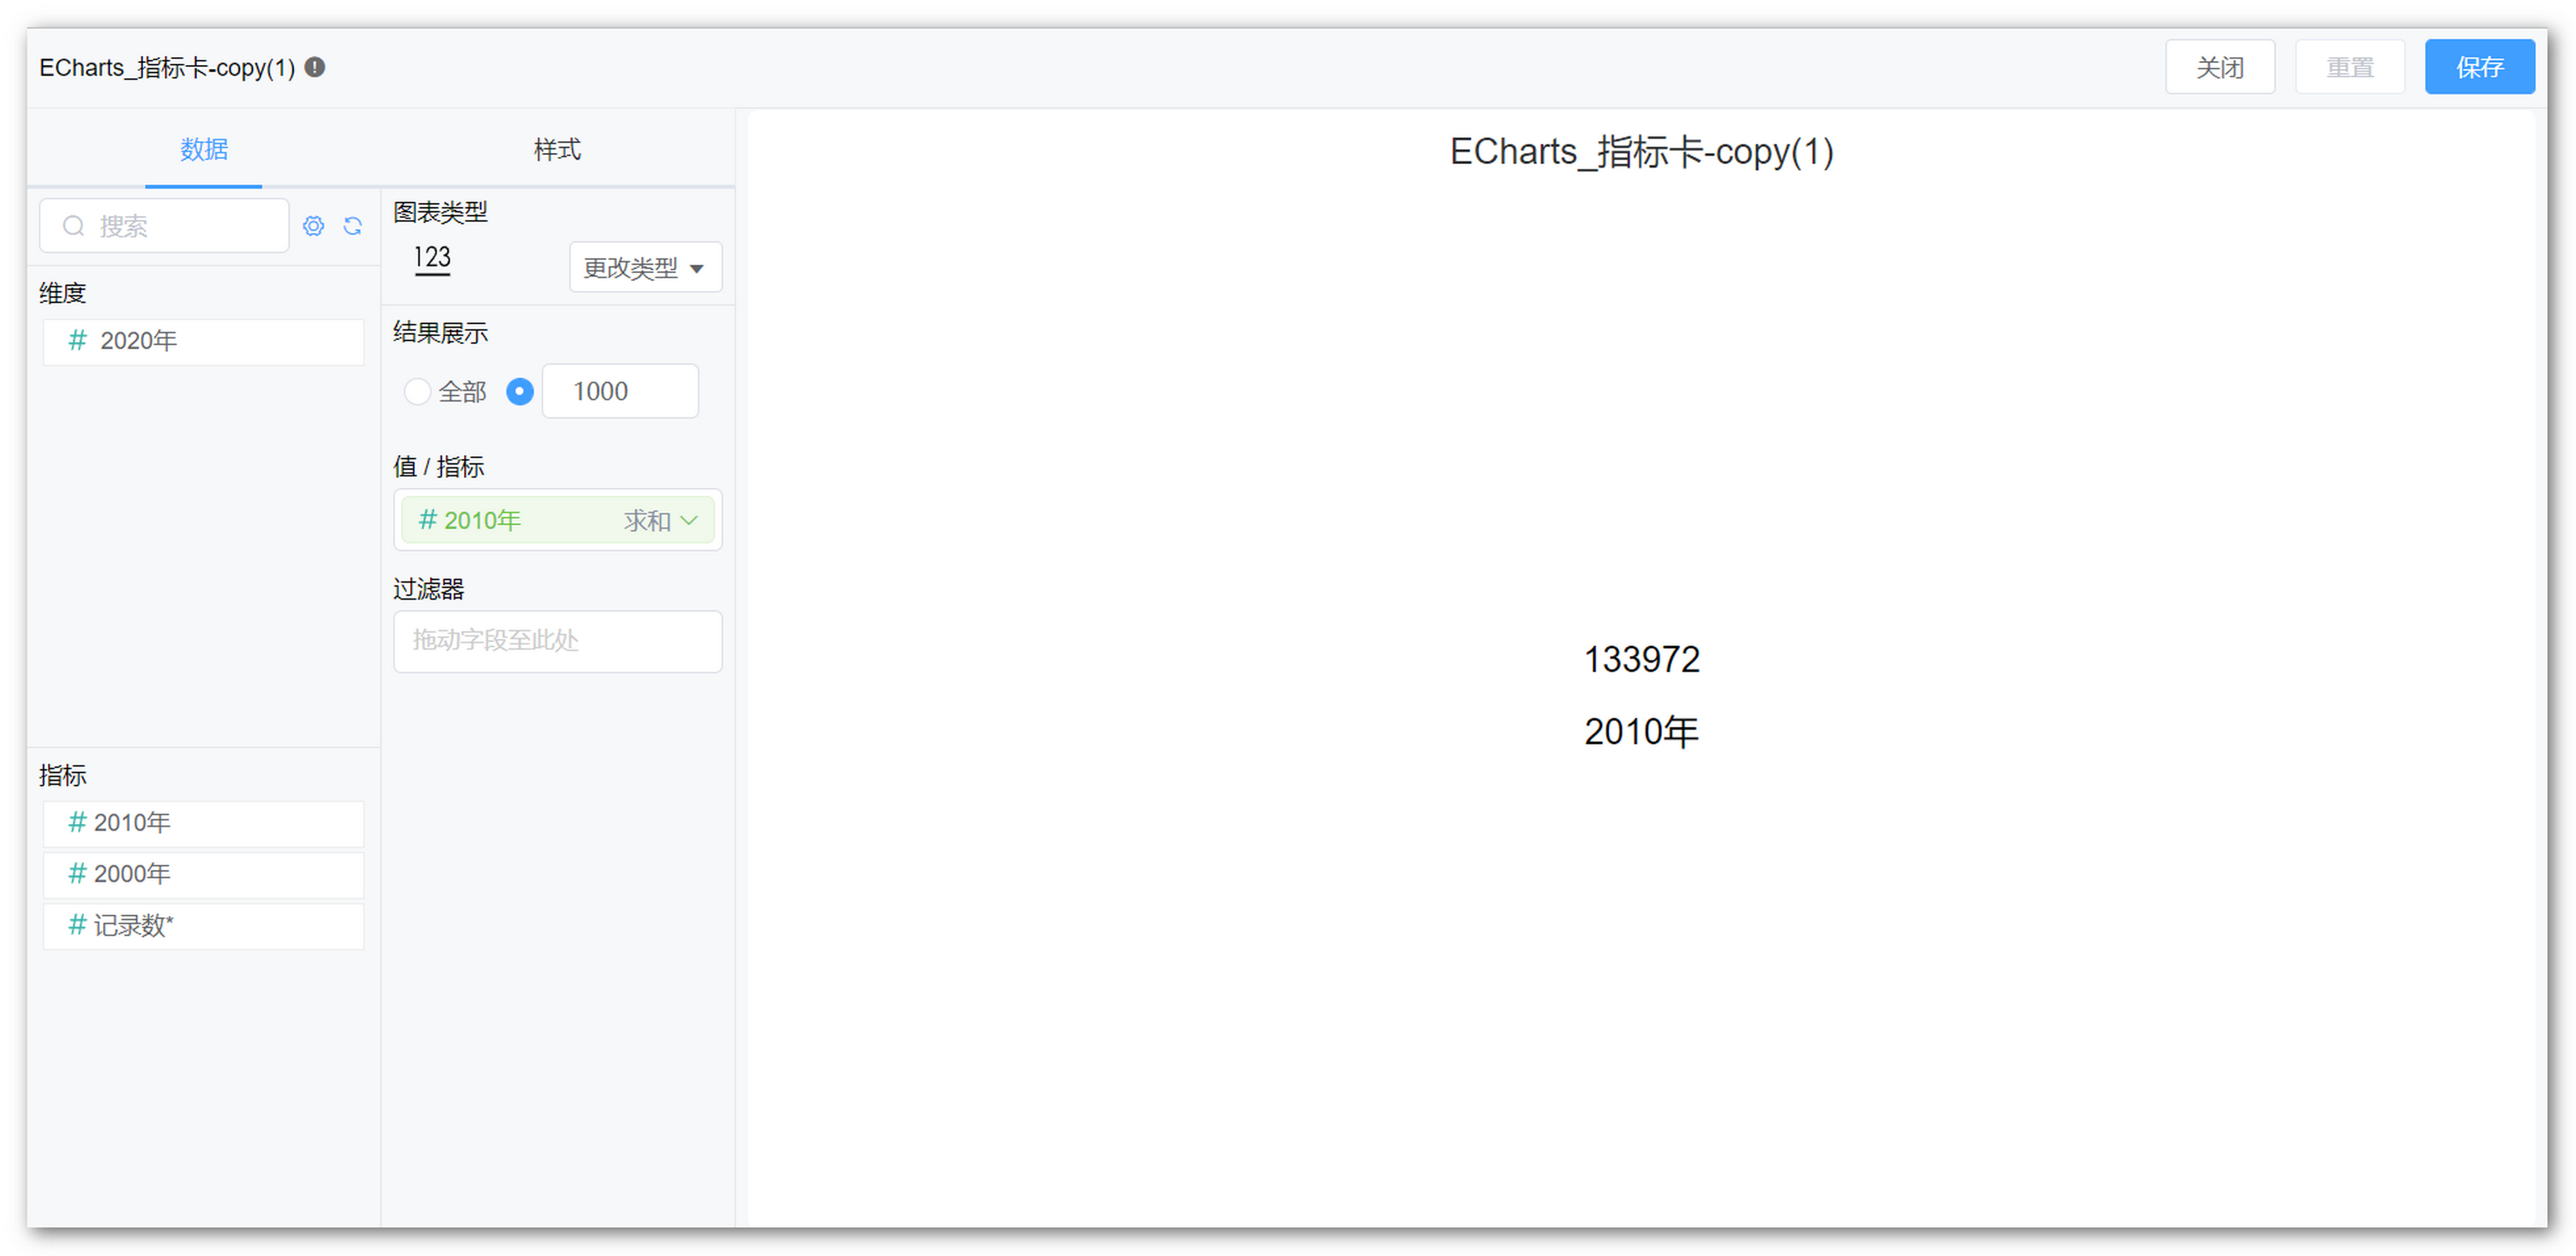 ECharts_指标卡-copy(1)
关闭
重置
保存
数据
样式
搜索
维度
# 2020年
指标
# 2010年
# 2000年
# 记录数*
图表类型
123
更改类型
结果展示
全部
1000
值 / 指标
# 2010年 求和
过滤器
拖动字段至此处
ECharts_指标卡-copy(1)
133972
2010年